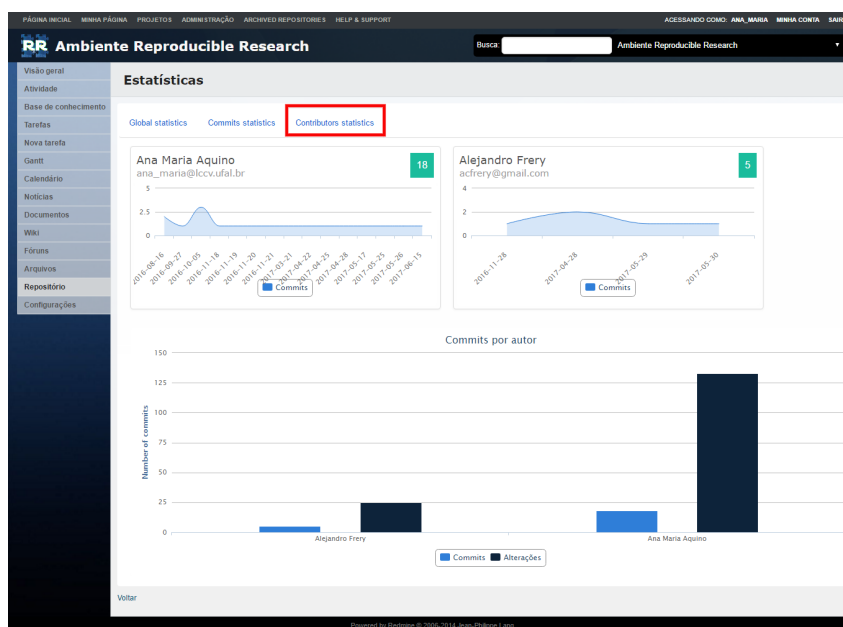 PÁGINA INICIAL MINHA PÁGINA PROJETOS ADMINISTRAÇÃO ARCHIVED REPOSITORIES HELP & SUPPORT ACESSANDO COMO: ANA_MARIA MINHA CONTA SAIR
RR Ambiente Reproducible Research Busca: Ambiente Reproducible Research
Visão geral
Atividade
Base de conhecimento
Tarefas
Nova tarefa
Gantt
Calendário
Notícias
Documentos
Wiki
Fóruns
Arquivos
Repositório
Configurações
Estatísticas
Global statistics Commits statistics Contributors statistics
Ana Maria Aquino 18
ana_maria@lccv.ufal.br
5
2.5
0
2016-08-16 2016-09-27 2016-10-05 2016-11-18 2016-11-19 2016-11-20 2016-11-21 2017-03-21 2017-04-22 2017-04-25 2017-04-28 2017-05-17 2017-05-25 2017-05-26 2017-06-15
Commits
Alejandro Frery 5
acfrery@gmail.com
4
2
0
2016-11-28 2017-04-28 2017-05-29 2017-05-30
Commits
Commits por autor
Number of commits
150
125
100
75
50
25
0
Alejandro Frery Ana Maria Aquino
Commits Alterações
Voltar
Powered by Redmine © 2006-2014 Jean-Philippe Lang